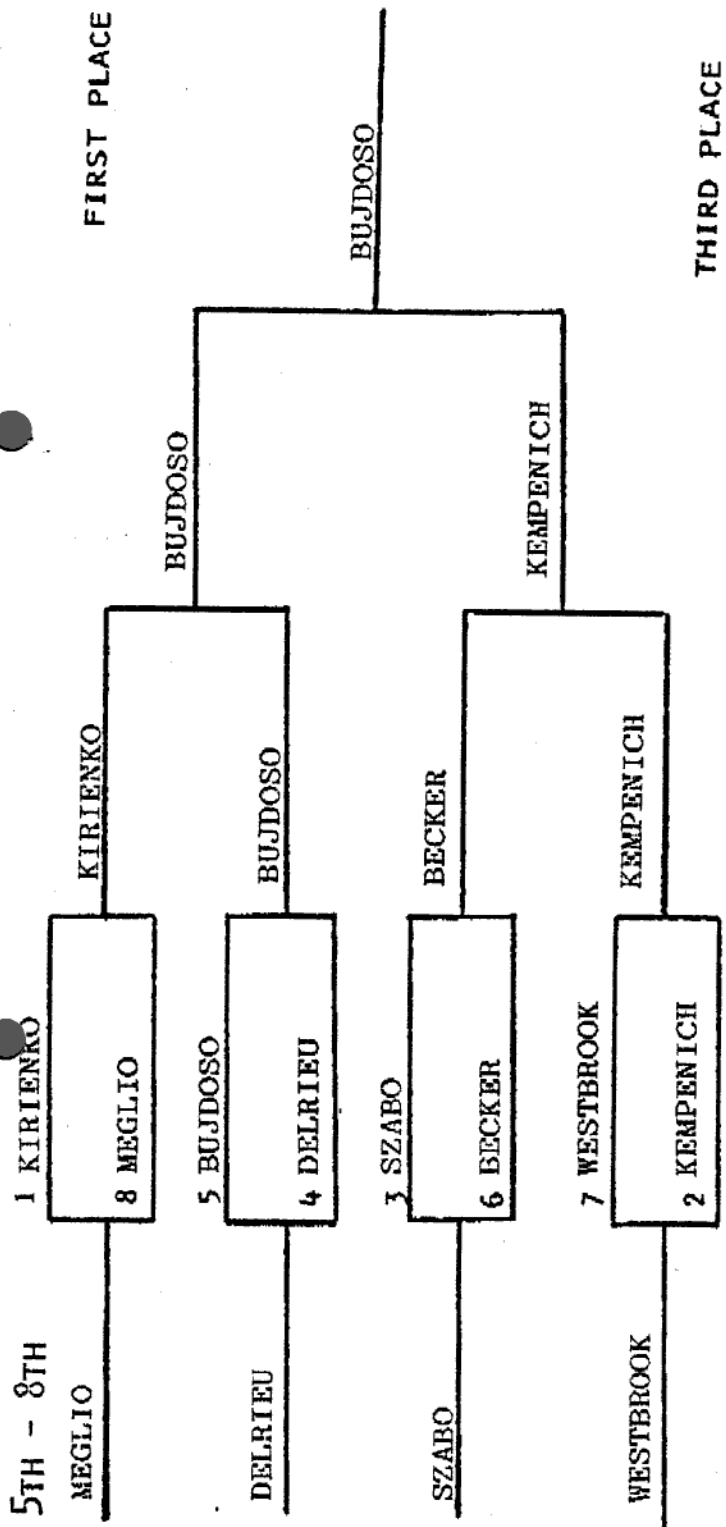 FIRST PLACE
5TH - 8TH
1 KIRIENKO
KIRIENKO
MEGLIO
8 MEGLIO
BUJDOSO
5 BUJDOSO
BUJDOSO
DELRIEU
4 DELRIEU
BUJDOSO
3 SZABO
BECKER
SZABO
6 BECKER
KEMPENICH
7 WESTBROOK
KEMPENICH
WESTBROOK
2 KEMPENICH
THIRD PLACE